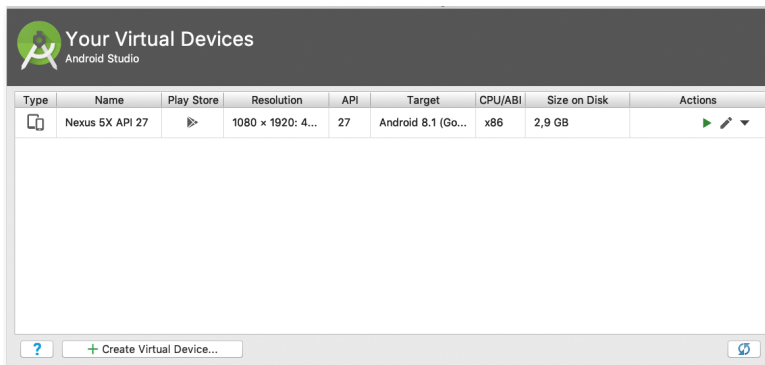 Your Virtual Devices
Android Studio
Type Name Play Store Resolution API Target CPU/ABI Size on Disk Actions
Nexus 5X API 27 1080 × 1920: 4... 27 Android 8.1 (Go... x86 2,9 GB
? + Create Virtual Device...